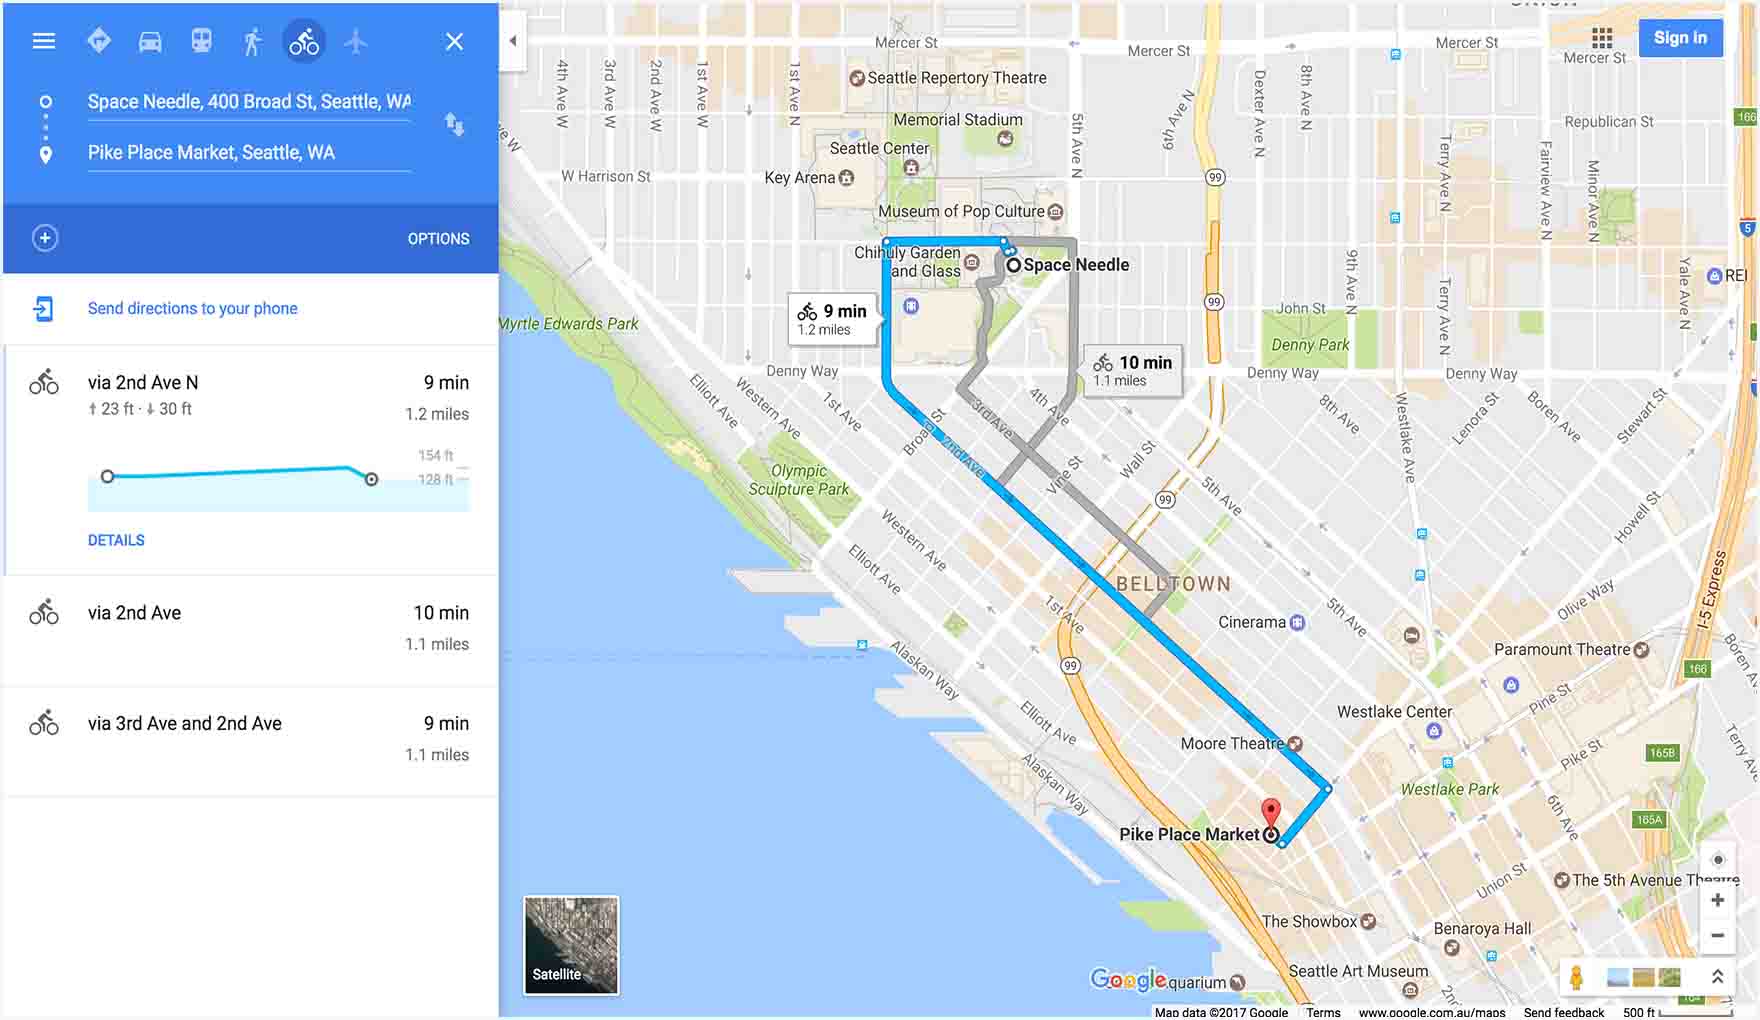 Space Needle, 400 Broad St, Seattle, WA
Pike Place Market, Seattle, WA
OPTIONS
Send directions to your phone
via 2nd Ave N
9 min
↑ 23 ft · ↓ 30 ft
1.2 miles
154 ft
128 ft
DETAILS
via 2nd Ave
10 min
1.1 miles
via 3rd Ave and 2nd Ave
9 min
1.1 miles
Sign in
Mercer St
Mercer St
Mercer St
Mercer St
4th Ave W
3rd Ave W
2nd Ave W
1st Ave W
1st Ave N
5th Ave N
Dexter Ave N
8th Ave N
Seattle Repertory Theatre
Memorial Stadium
Republican St
166
Seattle Center
Key Arena
W Harrison St
99
Terry Ave N
Fairview Ave N
Minor Ave N
Museum of Pop Culture
5
Chihuly Garden
and Glass
Space Needle
9th Ave N
Terry Ave N
Yale Ave N
REI
99
John St
9 min
1.2 miles
Myrtle Edwards Park
Denny Park
10 min
1.1 miles
Denny Way
Denny Way
Denny Way
Elliott Ave
Western Ave
1st Ave
Broad St
3rd Ave
4th Ave
2nd Ave
8th Ave
Westlake Ave
Lenora St
Boren Ave
Stewart St
Wall St
Vine St
Olympic
Sculpture Park
99
5th Ave
Howell St
Western Ave
Elliott Ave
BELLTOWN
I-5 Express
Olive Way
1st Ave
Cinerama
5th Ave
Paramount Theatre
99
166
Alaskan Way
Pine St
Elliott Ave
Westlake Center
Moore Theatre
Pike St
165B
Terry Ave
Alaskan Way
Westlake Park
Pike Place Market
6th Ave
165A
Union St
The 5th Avenue Theatre
The Showbox
Benaroya Hall
Satellite
Google
Seattle Art Museum
quarium
2nd
Map data ©2017 Google
Terms
www.google.com.au/maps
Send feedback
500 ft